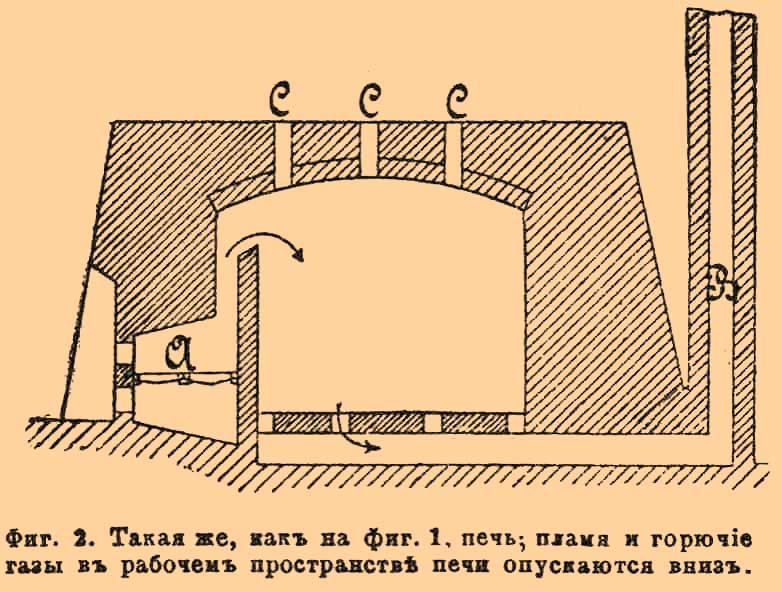 C C C
B
a
Фиг. 2. Такая же, какъ на фиг. 1, печь; пламя и горючіе
газы въ рабочемъ пространствѣ печи опускаются внизъ.